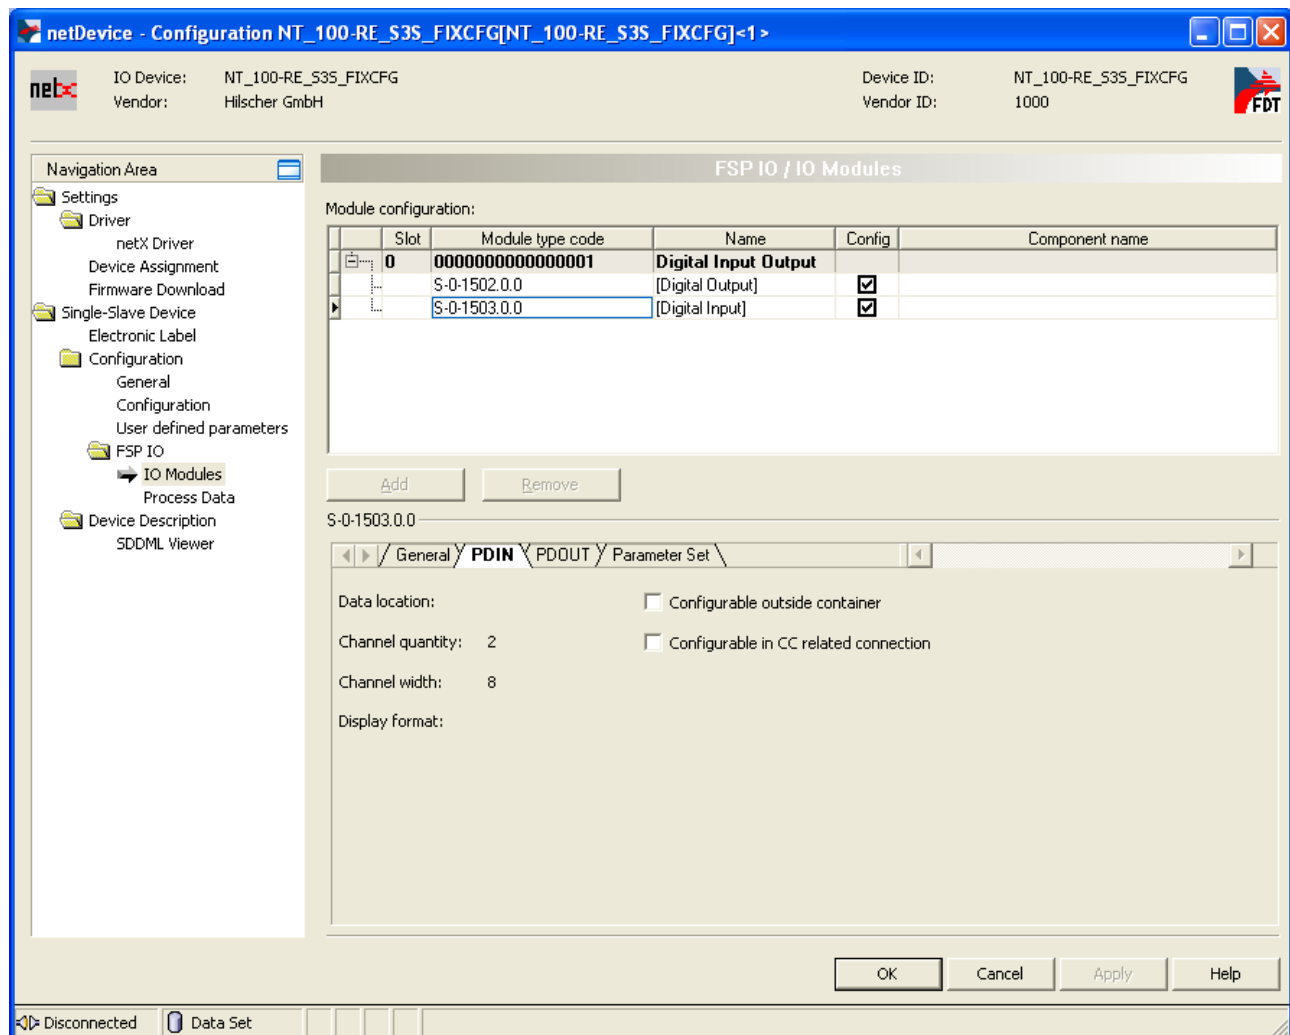 netDevice - Configuration NT_100-RE_S3S_FIXCFG[NT_100-RE_S3S_FIXCFG]<1>
netx
IO Device: NT_100-RE_S3S_FIXCFG
Device ID: NT_100-RE_S3S_FIXCFG
Vendor: Hilscher GmbH
Vendor ID: 1000
FDT
Navigation Area
Settings
Driver
netX Driver
Device Assignment
Firmware Download
Single-Slave Device
Electronic Label
Configuration
General
Configuration
User defined parameters
FSP IO
IO Modules
Process Data
Device Description
SDDML Viewer
FSP IO / IO Modules
Module configuration:
Slot Module type code Name Config Component name
0 0000000000000001 Digital Input Output
S-0-1502.0.0 [Digital Output]
S-0-1503.0.0 [Digital Input]
Add Remove
S-0-1503.0.0
General PDIN PDOUT Parameter Set
Data location: Configurable outside container
Channel quantity: 2 Configurable in CC related connection
Channel width: 8
Display format:
OK Cancel Apply Help
Disconnected Data Set